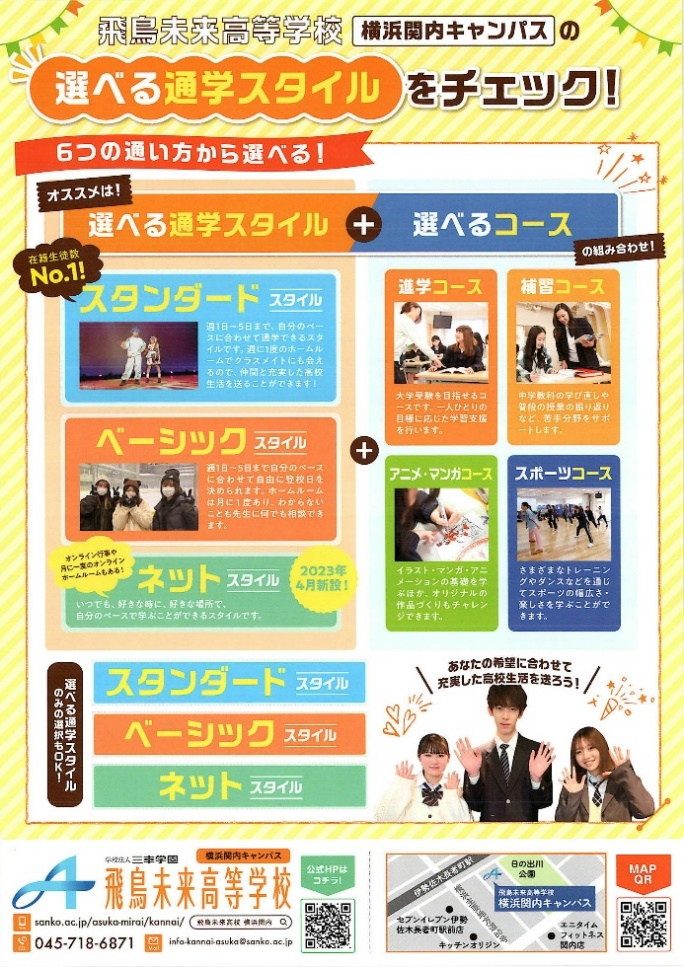 飛鳥未来高等学校 横浜関内キャンパスの
選べる通学スタイルをチェック!
6つの通い方から選べる!
オススメは!
選べる通学スタイル + 選べるコース
の組み合わせ!
在籍生徒数
No.1!
スタンダード スタイル
週1日~5日まで、自分のペー
スに合わせて通学できるスタ
イルです。週に1度のホームル
ームでクラスメイトにも会え
るので、仲間と充実した高校
生活を送ることができます!
ベーシック スタイル
週1日~5日まで自分のペース
に合わせて自由に登校日を
決められます。ホームルーム
は月に1度あり、わからない
ことも先生に何でも相談でき
ます。
オンライン行事や
月に一度のオンライン
ホームルームもある!
ネット スタイル
2023年
4月新設!
いつでも、好きな時に、好きな場所で、
自分のペースで学ぶことができるスタイルです。
+
進学コース
大学受験を目指せるコ
ースです。一人ひとりの
目標に応じた学習支援
を行います。
補習コース
中学教科の学び直しや
普段の授業の振り返り
など、苦手分野をサポ
ートします。
アニメ・マンガコース
イラスト・マンガ・アニ
メーションの基礎を学
ぶほか、オリジナルの
作品づくりもチャレン
ジできます。
スポーツコース
さまざまなトレーニン
グやダンスなどを通じ
てスポーツの幅広さ・
楽しさを学ぶことがで
きます。
選べる通学スタイル
のみの選択もOK!
スタンダード スタイル
ベーシック スタイル
ネット スタイル
あなたの希望に合わせて
充実した高校生活を送ろう!
学校法人 三幸学園 横浜関内キャンパス
飛鳥未来高等学校
sanko.ac.jp/asuka-mirai/kannai/
飛鳥未来高校 横浜関内
TEL 045-718-6871
Mail info-kannai-asuka@sanko.ac.jp
公式HPは
コチラ!
伊勢佐木長者町駅
日の出川
公園
飛鳥未来高等学校
横浜関内キャンパス
セブンイレブン伊勢
佐木長者町駅前店
キッチンオリジン
エニタイム
フィットネス
関内店
MAP
QR